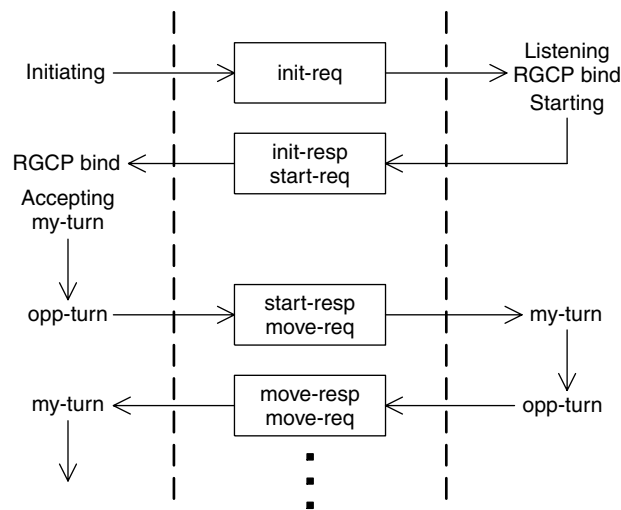 Initiating
init-req
Listening
RGCP bind
Starting
RGCP bind
init-resp
start-req
Accepting
my-turn
opp-turn
start-resp
move-req
my-turn
my-turn
move-resp
move-req
opp-turn